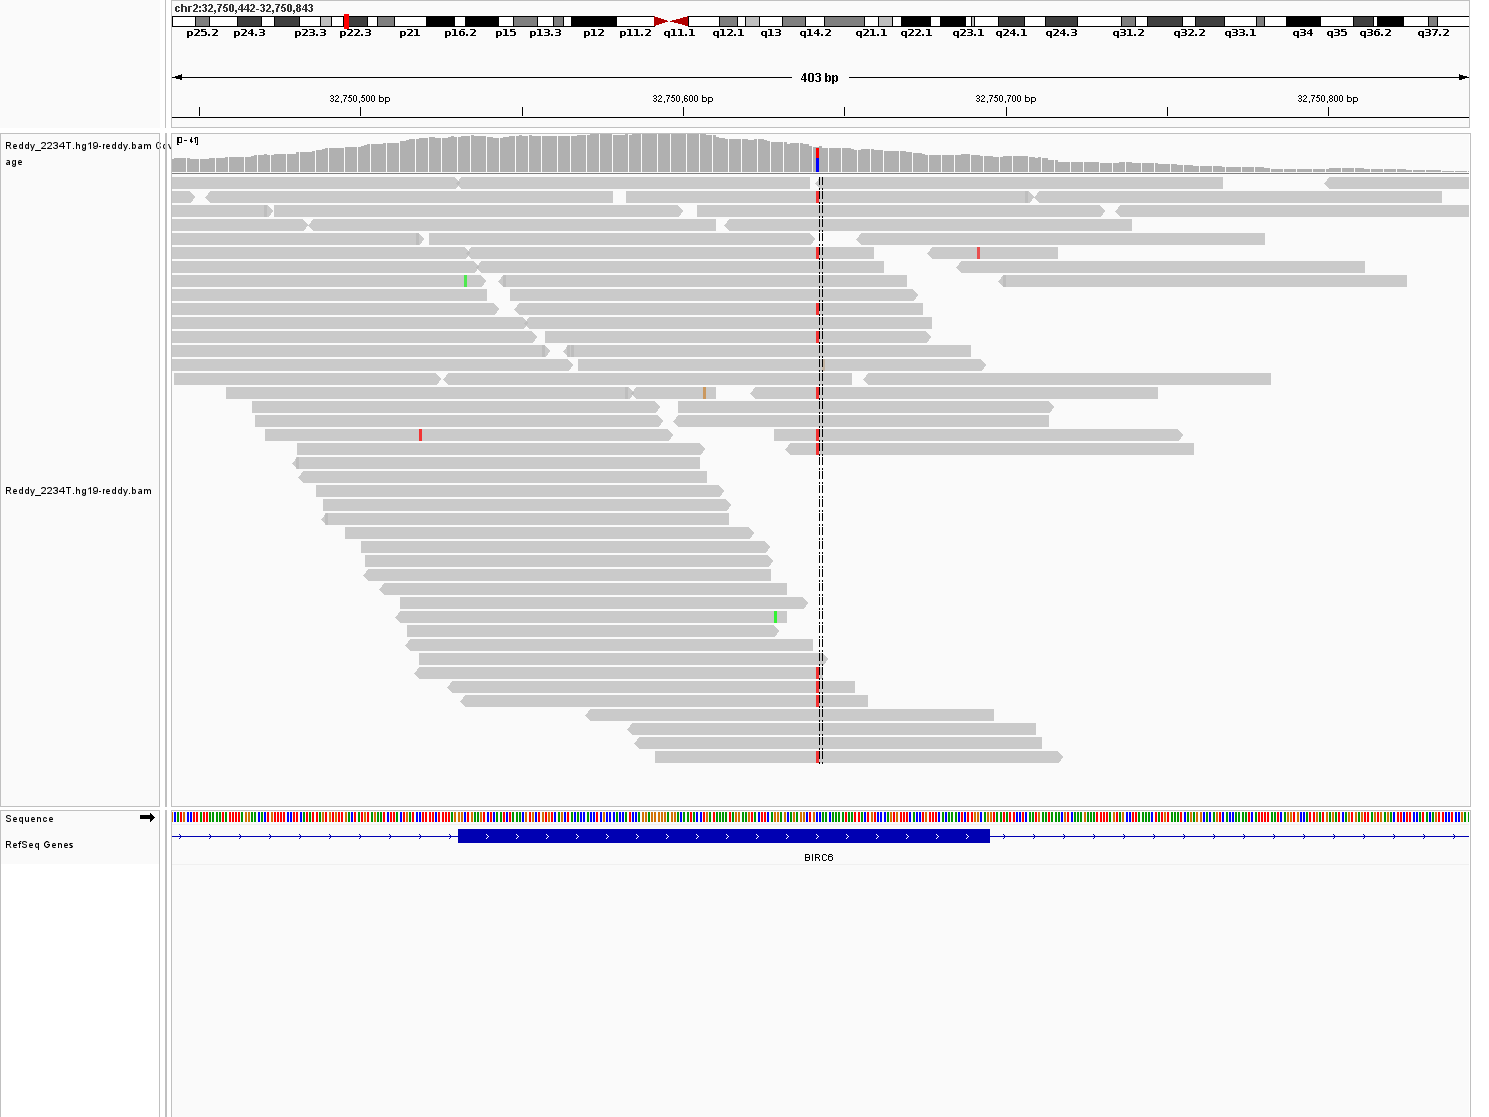 chr2:32,750,442-32,750,843
p25.2 p24.3 p23.3 p22.3 p21 p16.2 p15 p13.3 p12 p11.2 q11.1 q12.1 q13 q14.2 q21.1 q22.1 q23.1 q24.1 q24.3 q31.2 q32.2 q33.1 q34 q35 q36.2 q37.2
403 bp
32,750,500 bp 32,750,600 bp 32,750,700 bp 32,750,800 bp
[0 - 41]
Reddy_2234T.hg19-reddy.bam Cov
age
Reddy_2234T.hg19-reddy.bam
Sequence
RefSeq Genes
BIRC6